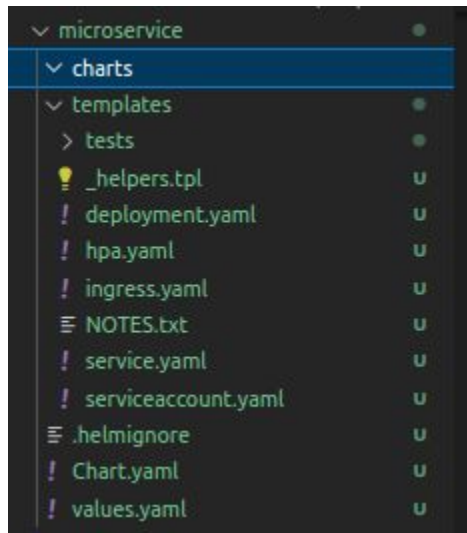 microservice
charts
templates
tests
_helpers.tpl U
! deployment.yaml U
! hpa.yaml U
! ingress.yaml U
NOTES.txt U
! service.yaml U
! serviceaccount.yaml U
.helmignore U
! Chart.yaml U
! values.yaml U